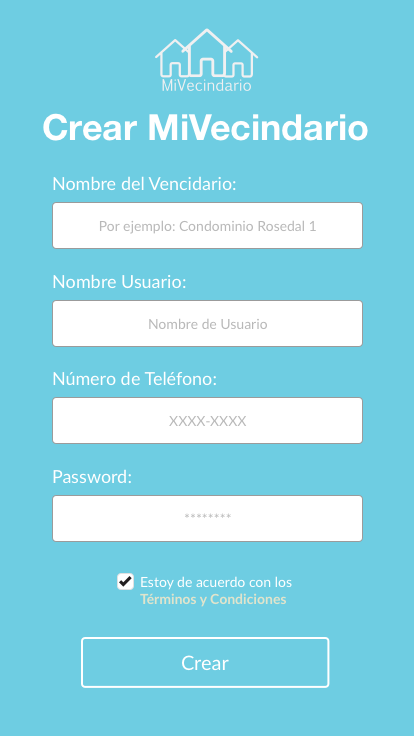 MiVecindario
Crear MiVecindario
Nombre del Vencidario:
Por ejemplo: Condominio Rosedal 1
Nombre Usuario:
Nombre de Usuario
Número de Teléfono:
XXXX-XXXX
Password:
********
Estoy de acuerdo con los
Términos y Condiciones
Crear